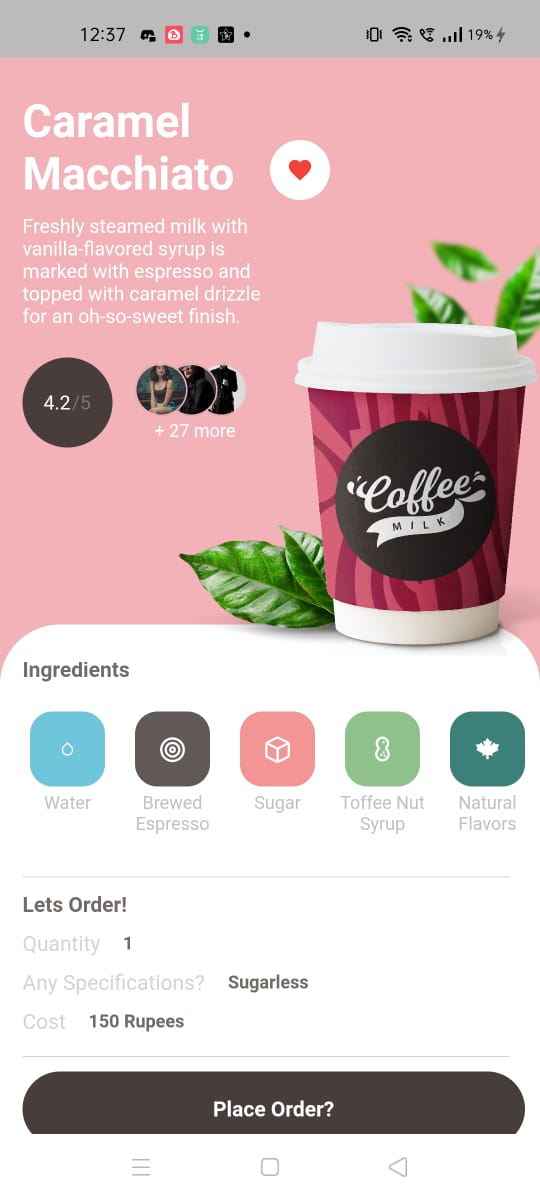 12:37
19%
Caramel
Macchiato
Freshly steamed milk with
vanilla-flavored syrup is
marked with espresso and
topped with caramel drizzle
for an oh-so-sweet finish.
4.2/5
+ 27 more
Coffee
MILK
Ingredients
Water
Brewed
Espresso
Sugar
Toffee Nut
Syrup
Natural
Flavors
Lets Order!
Quantity 1
Any Specifications? Sugarless
Cost 150 Rupees
Place Order?